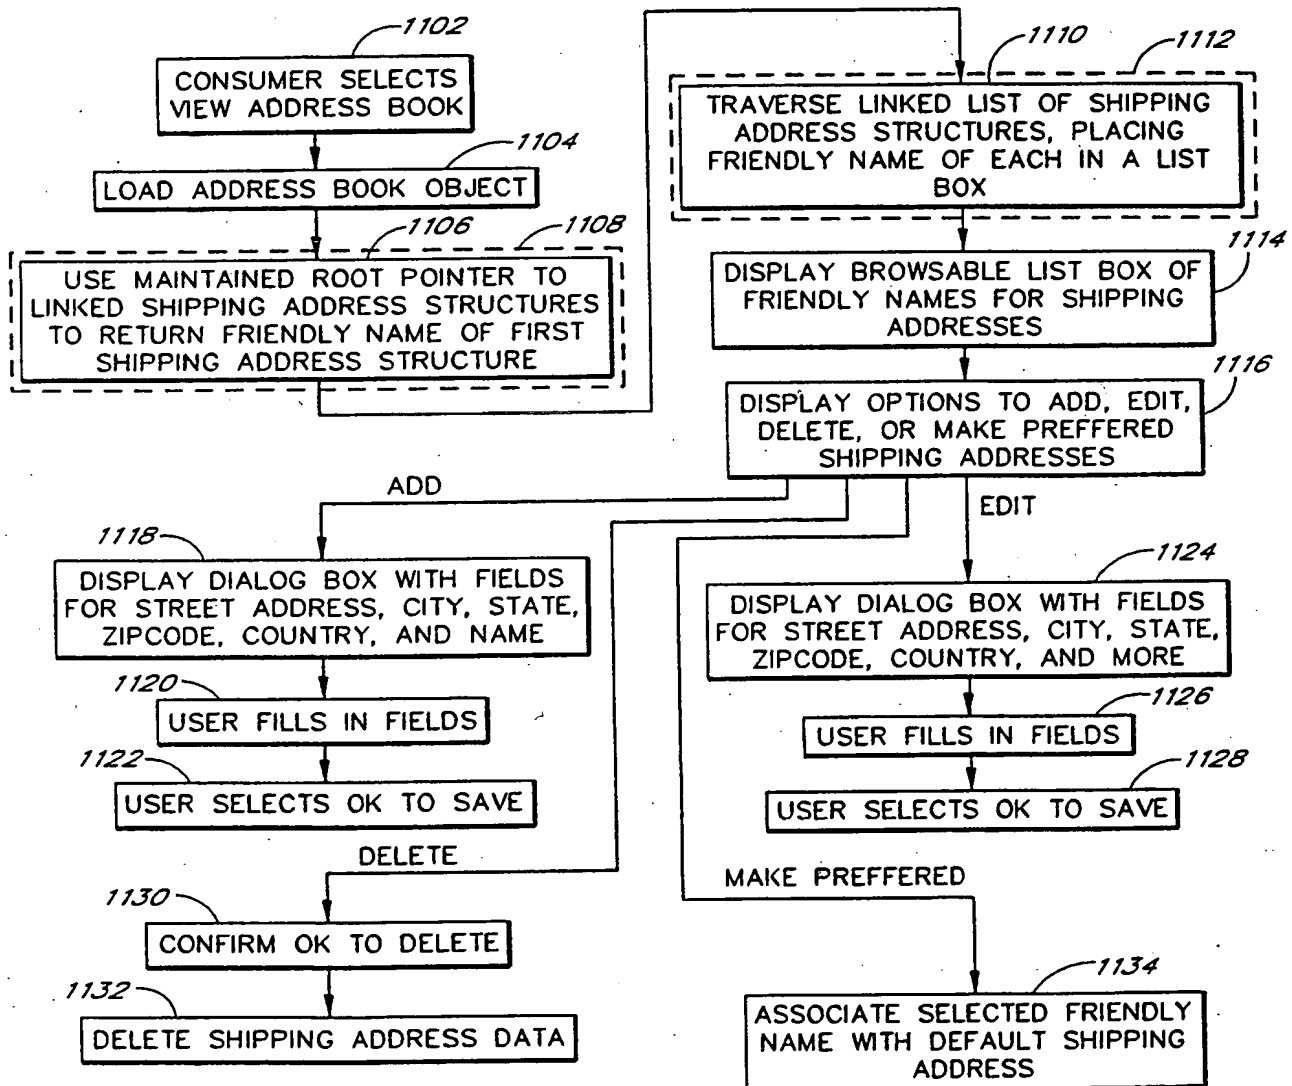 1102
CONSUMER SELECTS
VIEW ADDRESS BOOK
1104
LOAD ADDRESS BOOK OBJECT
1106
1108
USE MAINTAINED ROOT POINTER TO
LINKED SHIPPING ADDRESS STRUCTURES
TO RETURN FRIENDLY NAME OF FIRST
SHIPPING ADDRESS STRUCTURE
1110
1112
TRAVERSE LINKED LIST OF SHIPPING
ADDRESS STRUCTURES, PLACING
FRIENDLY NAME OF EACH IN A LIST
BOX
1114
DISPLAY BROWSABLE LIST BOX OF
FRIENDLY NAMES FOR SHIPPING
ADDRESSES
1116
DISPLAY OPTIONS TO ADD, EDIT,
DELETE, OR MAKE PREFFERED
SHIPPING ADDRESSES
ADD
1118
DISPLAY DIALOG BOX WITH FIELDS
FOR STREET ADDRESS, CITY, STATE,
ZIPCODE, COUNTRY, AND NAME
1120
USER FILLS IN FIELDS
1122
USER SELECTS OK TO SAVE
EDIT
1124
DISPLAY DIALOG BOX WITH FIELDS
FOR STREET ADDRESS, CITY, STATE,
ZIPCODE, COUNTRY, AND MORE
1126
USER FILLS IN FIELDS
1128
USER SELECTS OK TO SAVE
DELETE
1130
CONFIRM OK TO DELETE
1132
DELETE SHIPPING ADDRESS DATA
MAKE PREFFERED
1134
ASSOCIATE SELECTED FRIENDLY
NAME WITH DEFAULT SHIPPING
ADDRESS